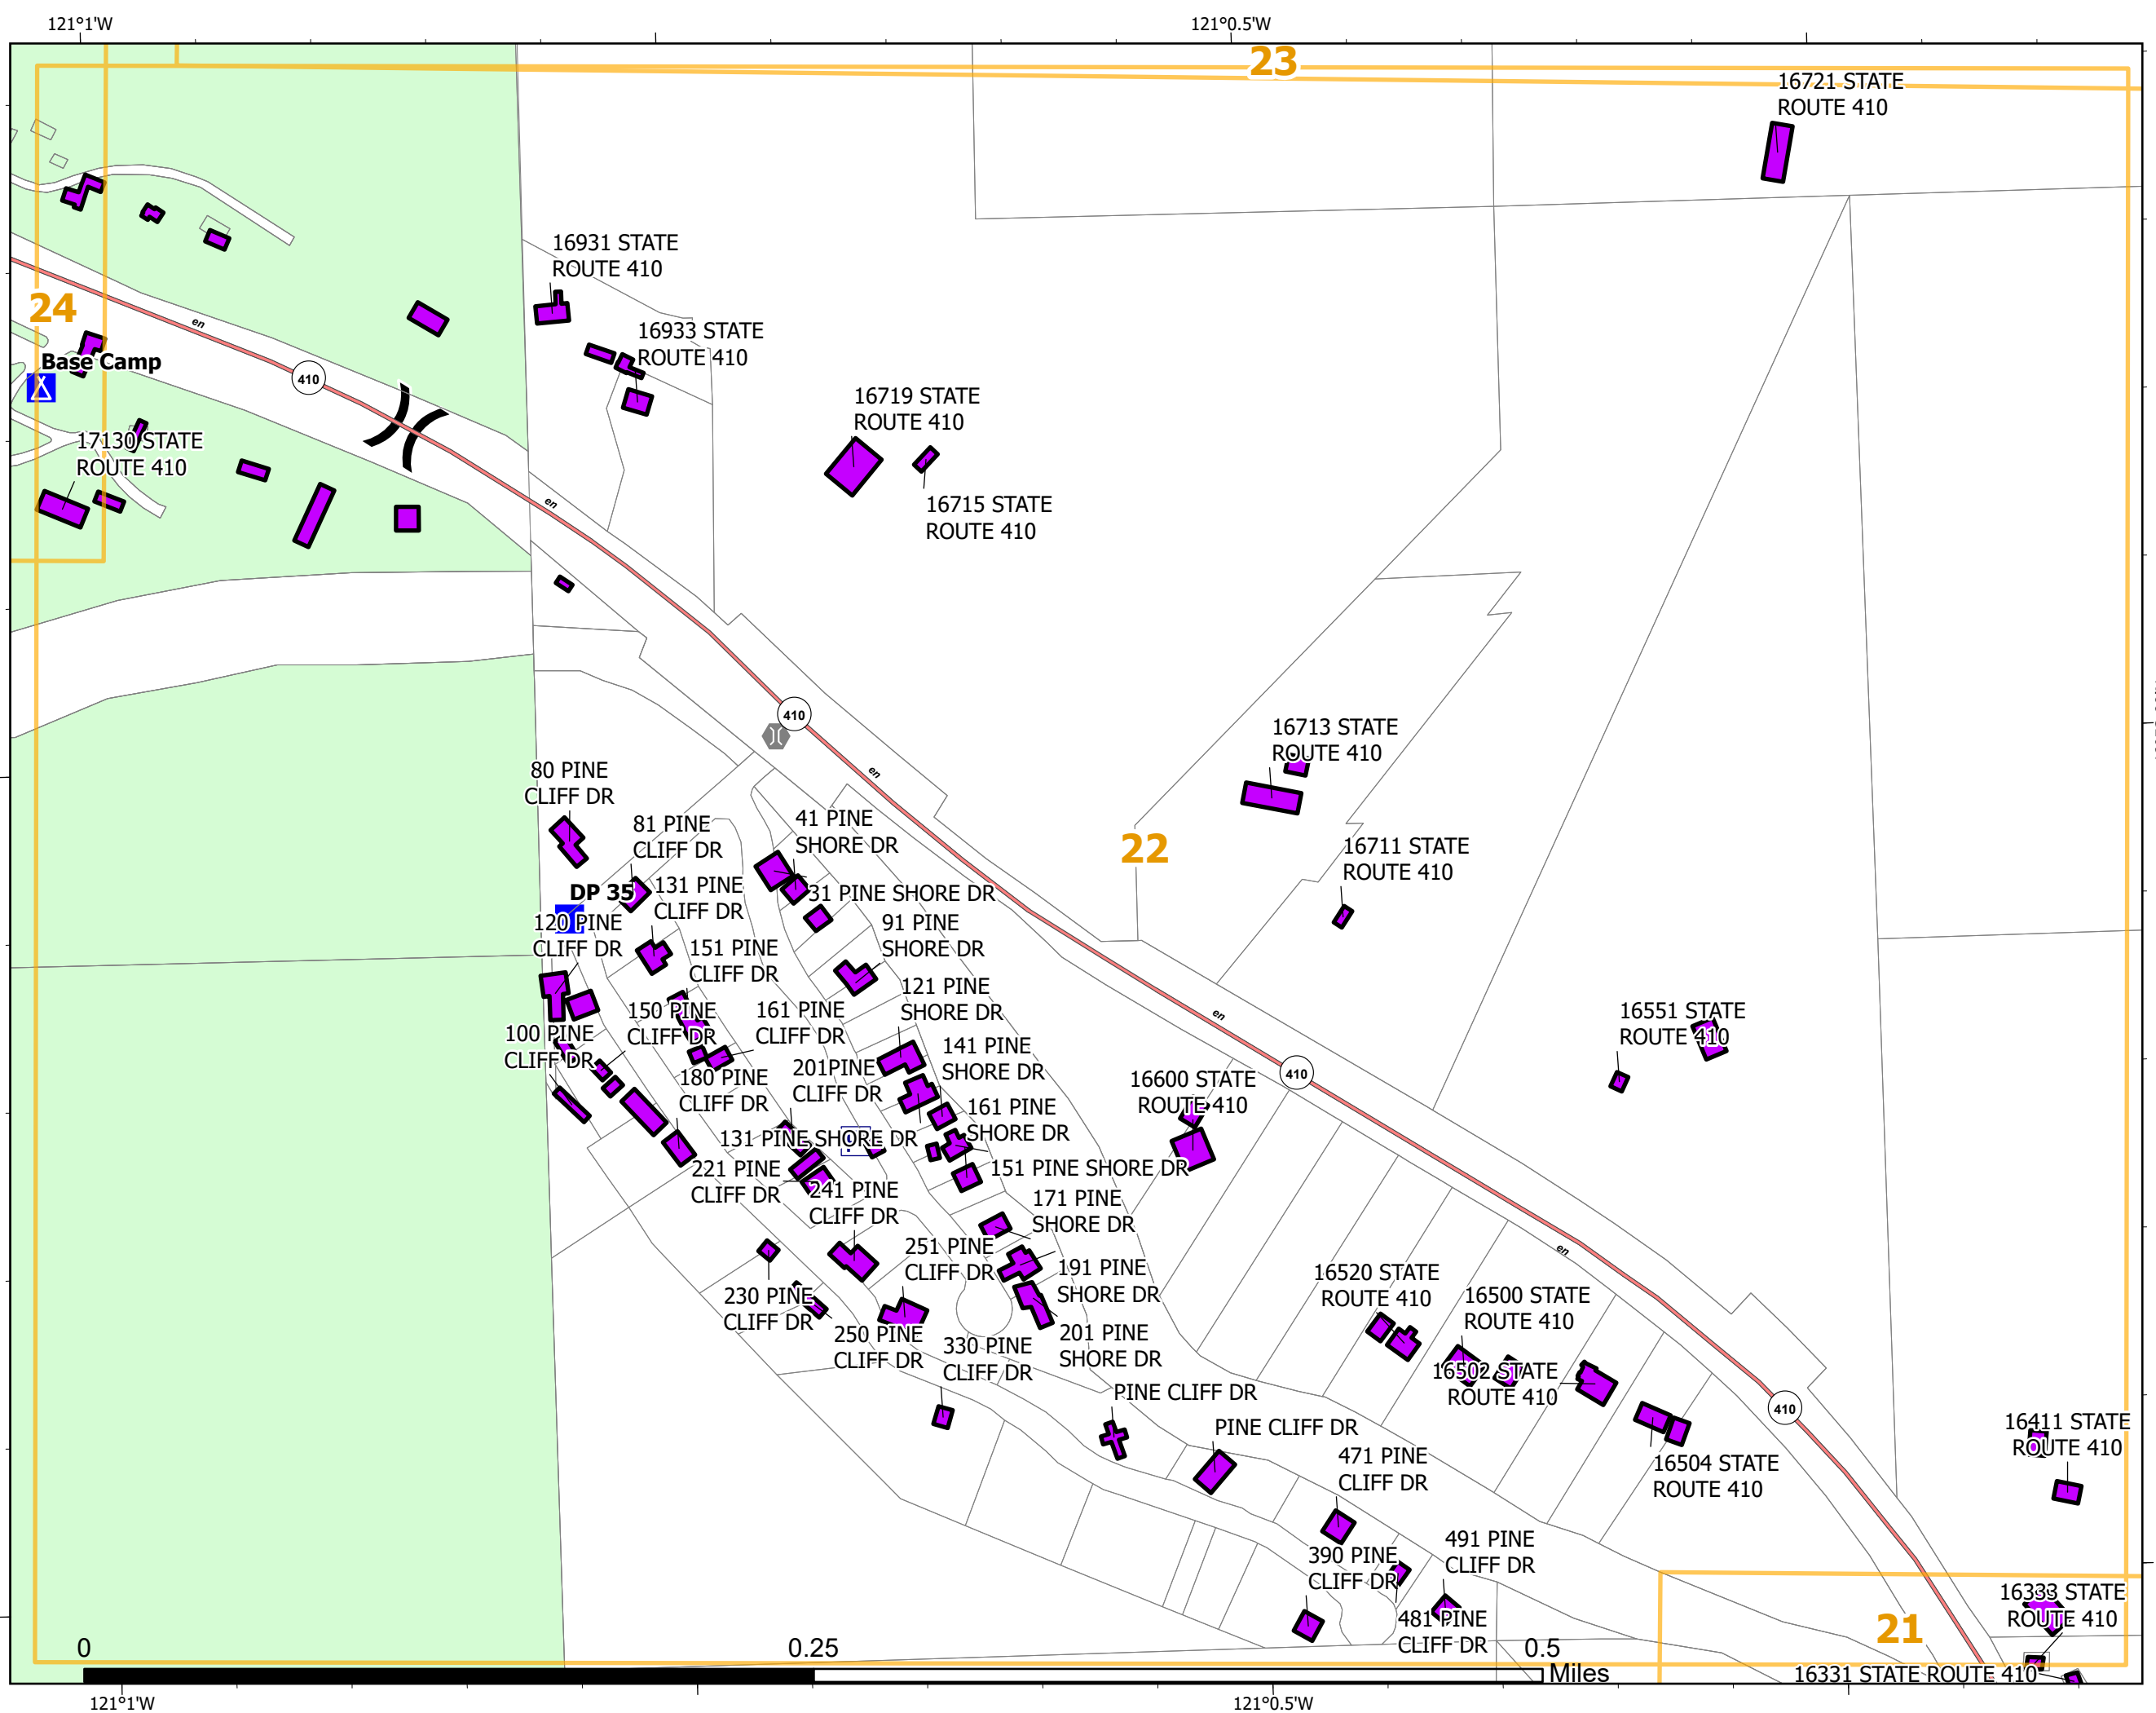 121°1'W
121°0.5'W
23
16721 STATE
ROUTE 410
16931 STATE
ROUTE 410
24
en
16933 STATE
ROUTE 410
Base Camp
410
16719 STATE
ROUTE 410
17130 STATE
ROUTE 410
en
16715 STATE
ROUTE 410
410
16713 STATE
ROUTE 410
80 PINE
CLIFF DR
en
81 PINE
CLIFF DR
41 PINE
SHORE DR
22
16711 STATE
ROUTE 410
DP 35
131 PINE
CLIFF DR
31 PINE SHORE DR
120 PINE
CLIFF DR
91 PINE
SHORE DR
151 PINE
CLIFF DR
121 PINE
SHORE DR
150 PINE
CLIFF DR
161 PINE
CLIFF DR
en
16551 STATE
ROUTE 410
100 PINE
CLIFF DR
141 PINE
SHORE DR
180 PINE
CLIFF DR
201PINE
CLIFF DR
410
16600 STATE
ROUTE 410
161 PINE
SHORE DR
131 PINE SHORE DR
221 PINE
CLIFF DR
151 PINE SHORE DR
241 PINE
CLIFF DR
171 PINE
SHORE DR
251 PINE
CLIFF DR
en
191 PINE
SHORE DR
16520 STATE
ROUTE 410
230 PINE
CLIFF DR
16500 STATE
ROUTE 410
250 PINE
CLIFF DR
330 PINE
CLIFF DR
201 PINE
SHORE DR
16502 STATE
ROUTE 410
PINE CLIFF DR
410
PINE CLIFF DR
16411 STATE
ROUTE 410
471 PINE
CLIFF DR
16504 STATE
ROUTE 410
491 PINE
CLIFF DR
390 PINE
CLIFF DR
481 PINE
CLIFF DR
16333 STATE
ROUTE 410
21
0
0.25
0.5
Miles
16331 STATE ROUTE 410
121°1'W
121°0.5'W